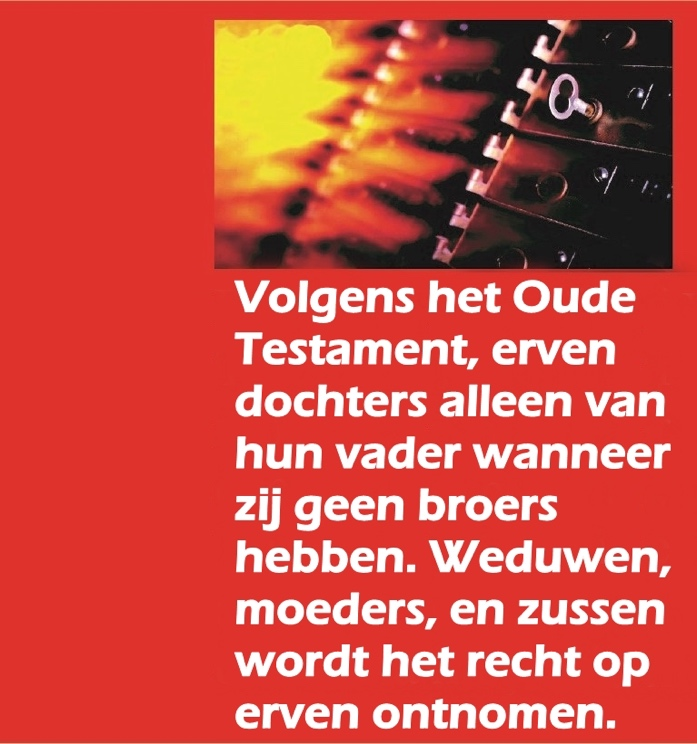 Volgens het Oude
Testament, erven
dochters alleen van
hun vader wanneer
zij geen broers
hebben. Weduwen,
moeders, en zussen
wordt het recht op
erven ontnomen.